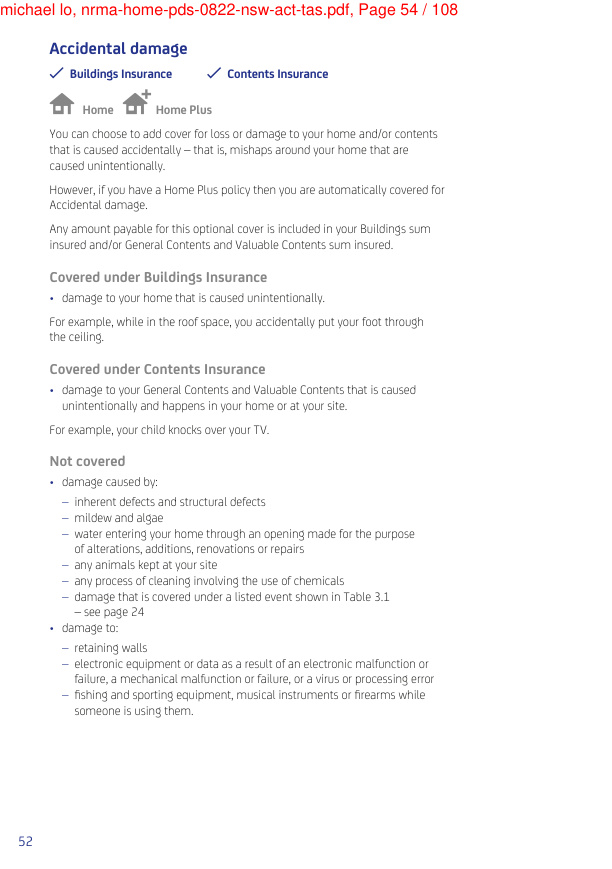 michael lo, nrma-home-pds-0822-nsw-act-tas.pdf, Page 54 / 108
Accidental damage
Buildings Insurance Contents Insurance
Home Home Plus
You can choose to add cover for loss or damage to your home and/or contents
that is caused accidentally – that is, mishaps around your home that are
caused unintentionally.
However, if you have a Home Plus policy then you are automatically covered for
Accidental damage.
Any amount payable for this optional cover is included in your Buildings sum
insured and/or General Contents and Valuable Contents sum insured.
Covered under Buildings Insurance
• damage to your home that is caused unintentionally.
For example, while in the roof space, you accidentally put your foot through
the ceiling.
Covered under Contents Insurance
• damage to your General Contents and Valuable Contents that is caused
unintentionally and happens in your home or at your site.
For example, your child knocks over your TV.
Not covered
• damage caused by:
– inherent defects and structural defects
– mildew and algae
– water entering your home through an opening made for the purpose
of alterations, additions, renovations or repairs
– any animals kept at your site
– any process of cleaning involving the use of chemicals
– damage that is covered under a listed event shown in Table 3.1
– see page 24
• damage to:
– retaining walls
– electronic equipment or data as a result of an electronic malfunction or
failure, a mechanical malfunction or failure, or a virus or processing error
– fishing and sporting equipment, musical instruments or firearms while
someone is using them.
52